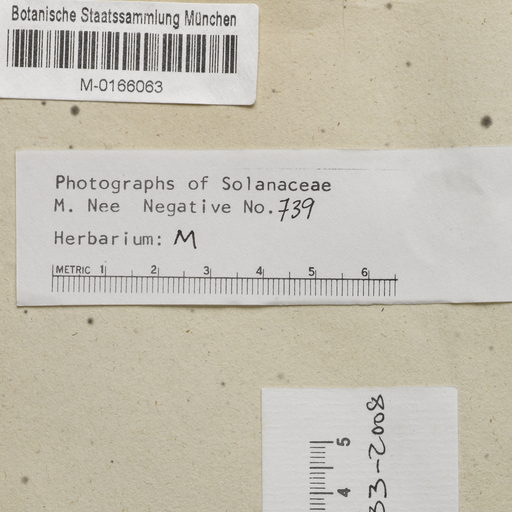 Botanische Staatssammlung München
M-0166063
Photographs of Solanaceae
M. Nee Negative No. 739
Herbarium: M
METRIC 1 2 3 4 5 6
4 5
33-2008